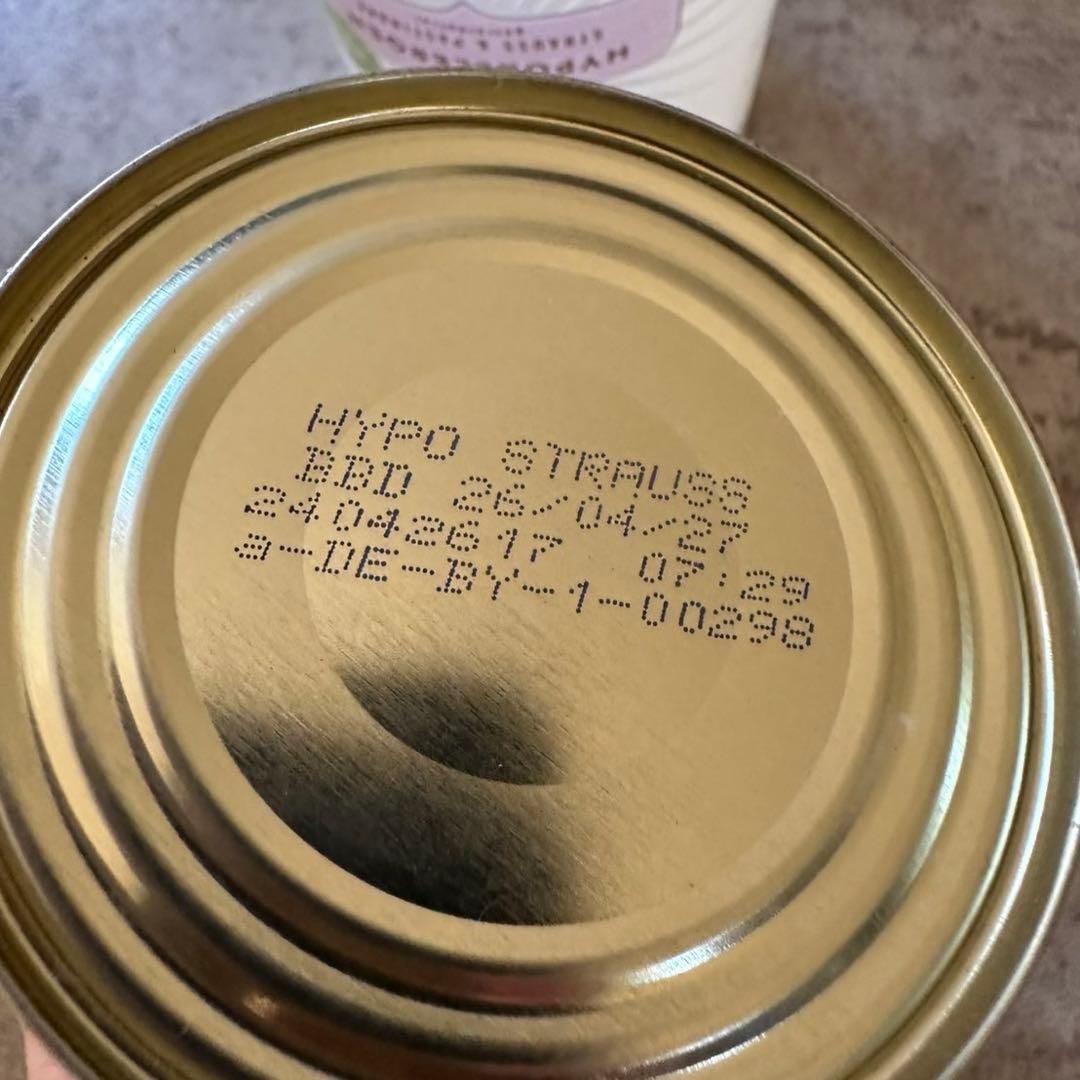 HYPO STRAUSS
BBD 26/04/27
24042617 07:29
a-DE-BY-1-00298